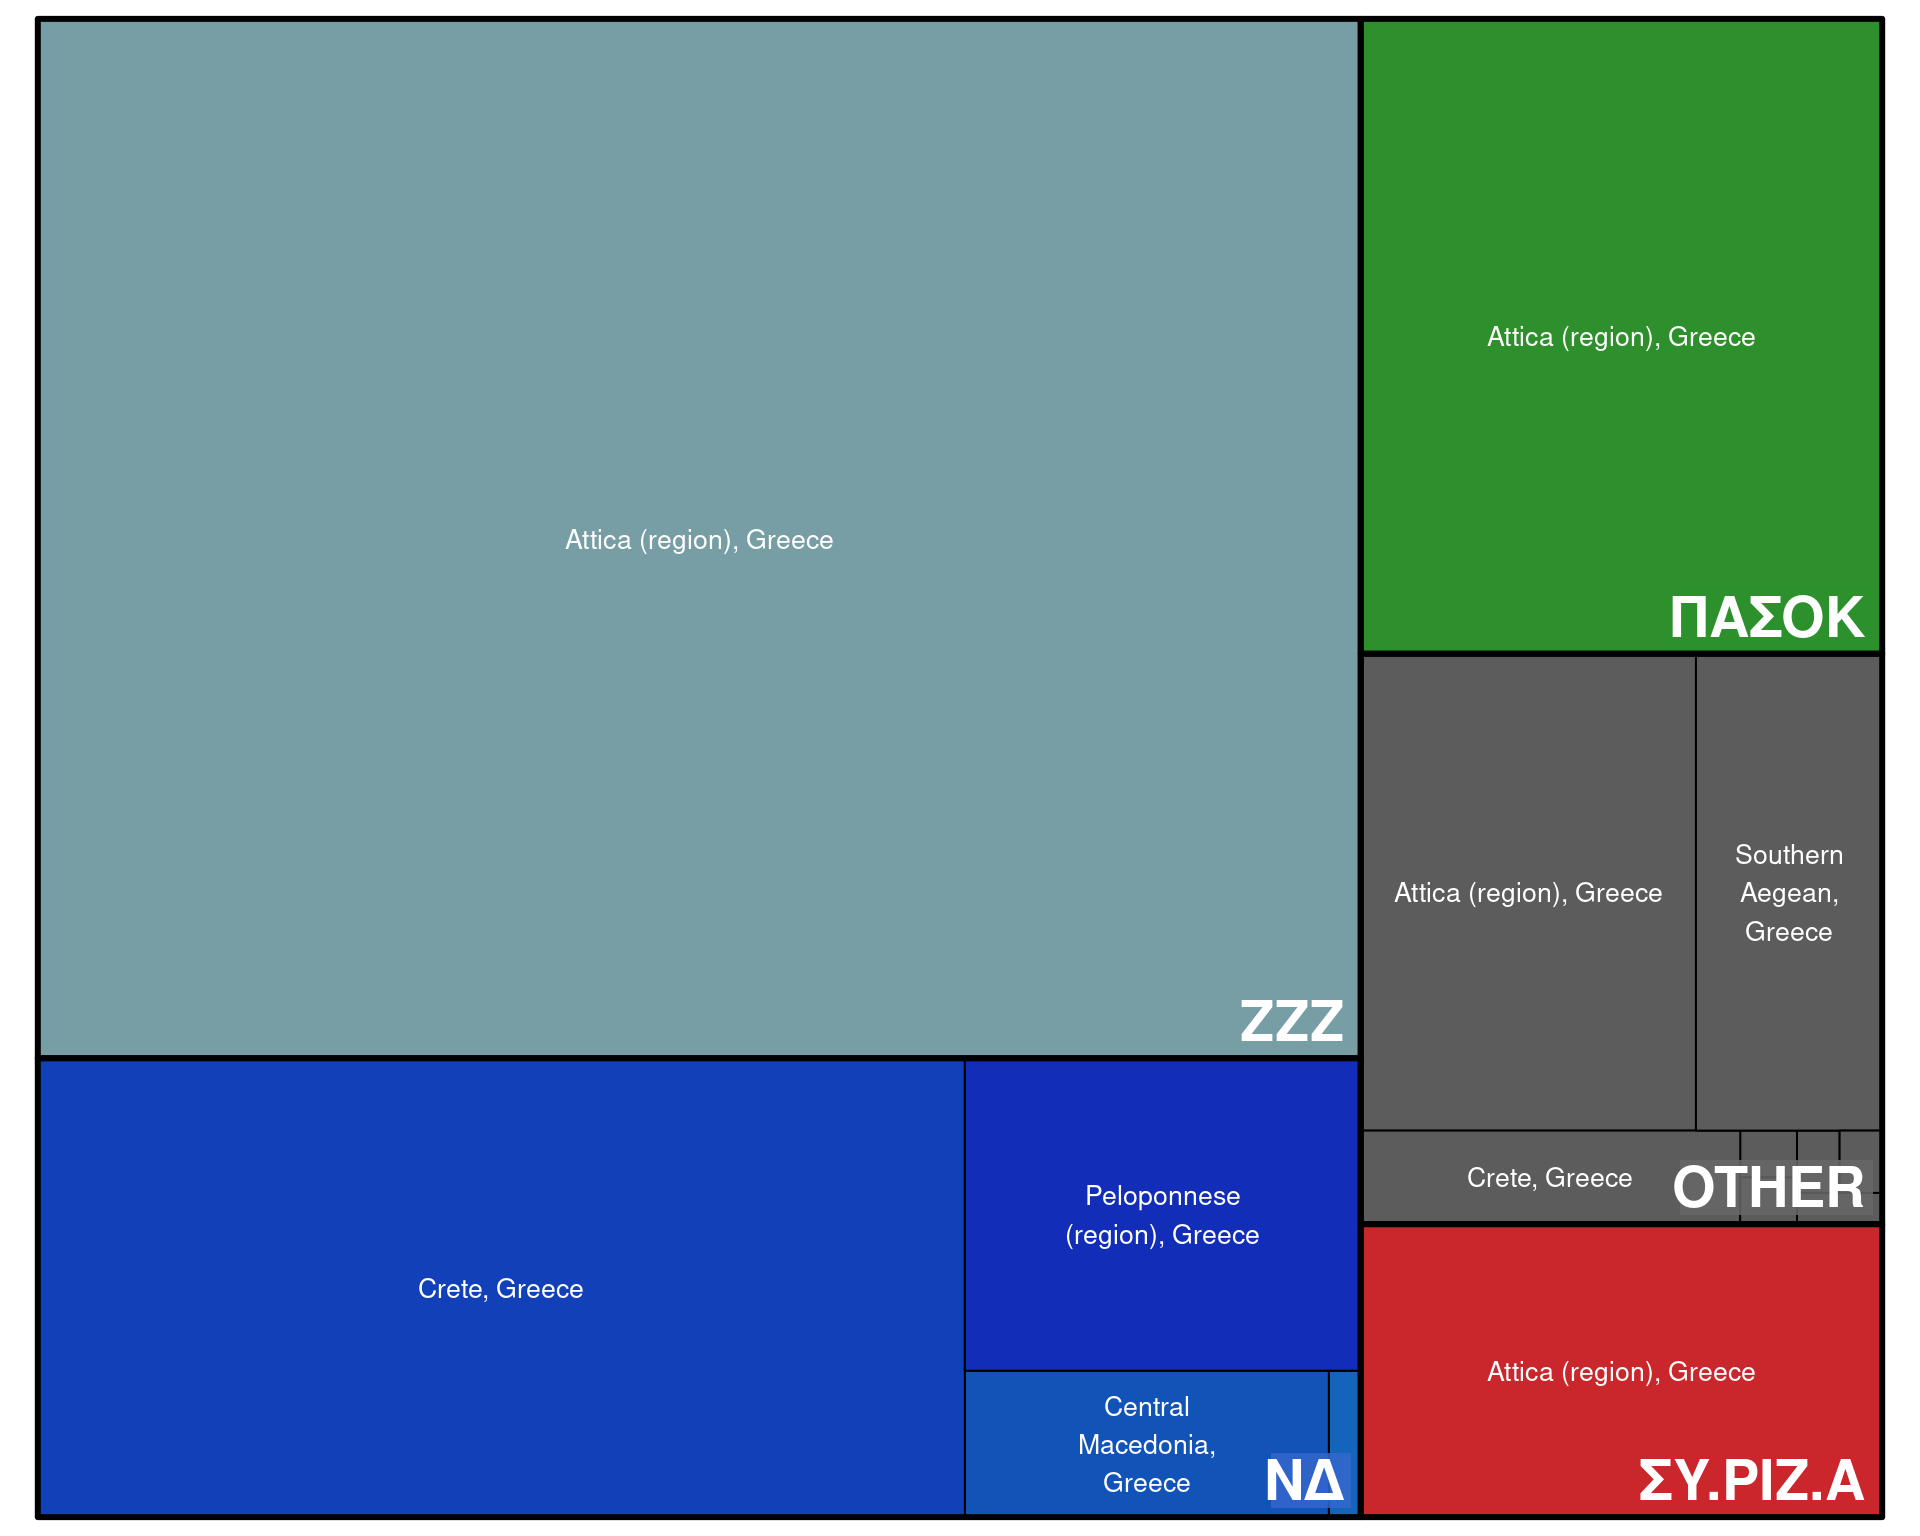 Attica (region), Greece
ZZZ
Attica (region), Greece
ΠΑΣΟΚ
Attica (region), Greece
Southern
Aegean,
Greece
Crete, Greece
OTHER
Crete, Greece
Peloponnese
(region), Greece
Central
Macedonia,
Greece
ΝΔ
Attica (region), Greece
ΣΥ.ΡΙΖ.Α